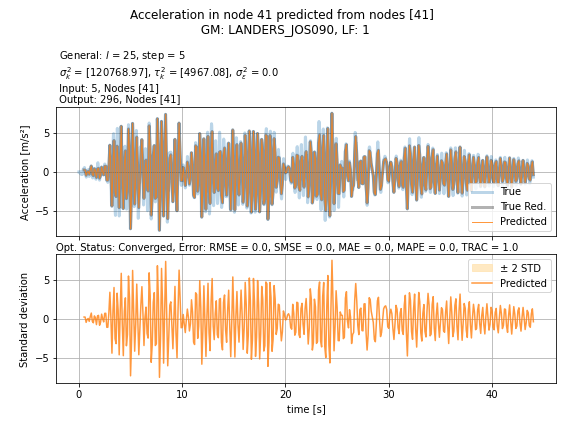 Acceleration in node 41 predicted from nodes [41]
GM: LANDERS_JOS090, LF: 1
General: l = 25, step = 5
σ²ₖ = [120768.97], τ²ₖ = [4967.08], σ²_ε = 0.0
Input: 5, Nodes [41]
Output: 296, Nodes [41]
Acceleration [m/s²]
5
0
−5
True
True Red.
Predicted
Opt. Status: Converged, Error: RMSE = 0.0, SMSE = 0.0, MAE = 0.0, MAPE = 0.0, TRAC = 1.0
Standard deviation
5
0
−5
± 2 STD
Predicted
0 10 20 30 40
time [s]